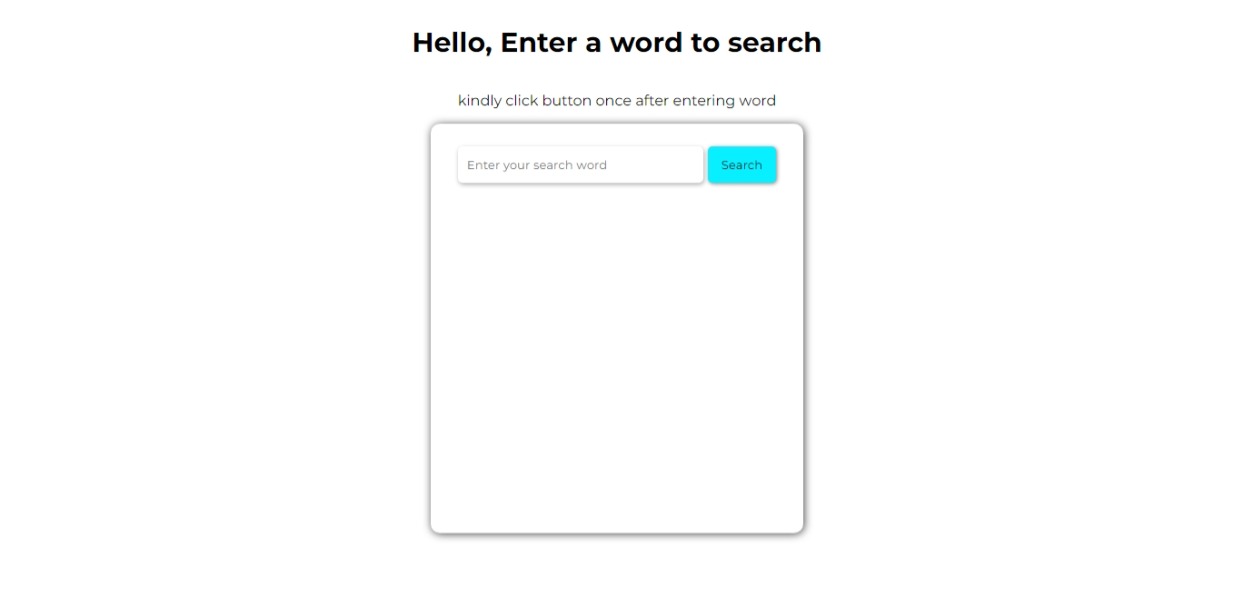 Hello, Enter a word to search
kindly click button once after entering word
Enter your search word
Search